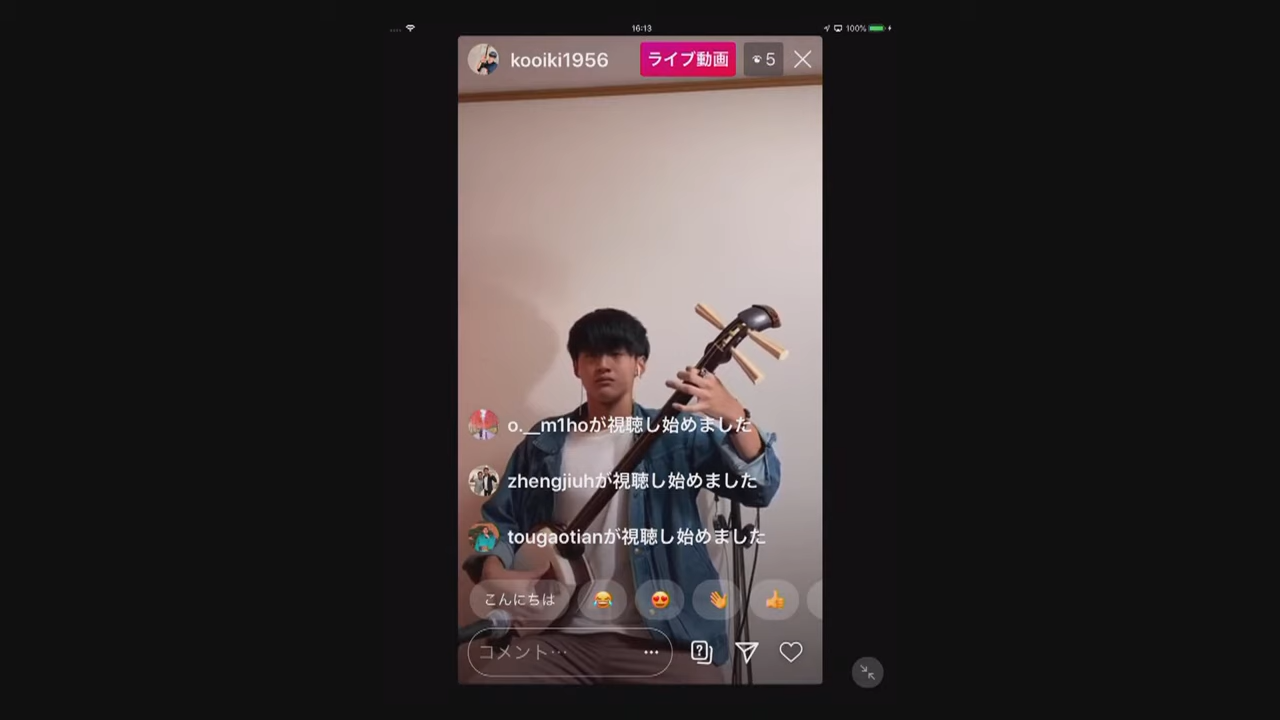 16:13
100%
kooiki1956
ライブ動画
5
o.__m1hoが視聴し始めました
zhengjiuhが視聴し始めました
tougaotianが視聴し始めました
こんにちは
コメント…